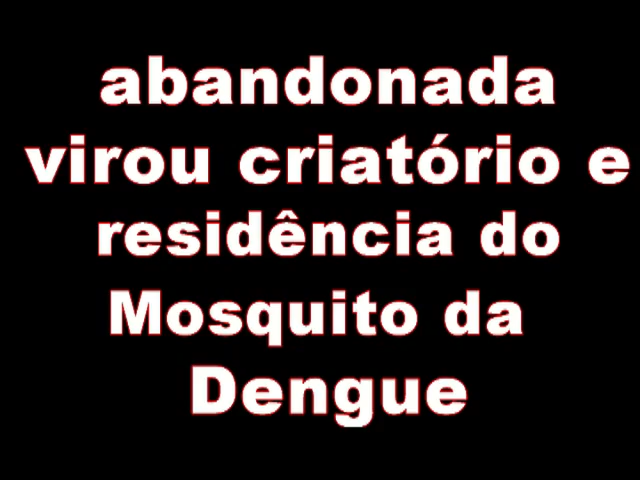 abandonada
virou criatório e
residência do
Mosquito da
Dengue